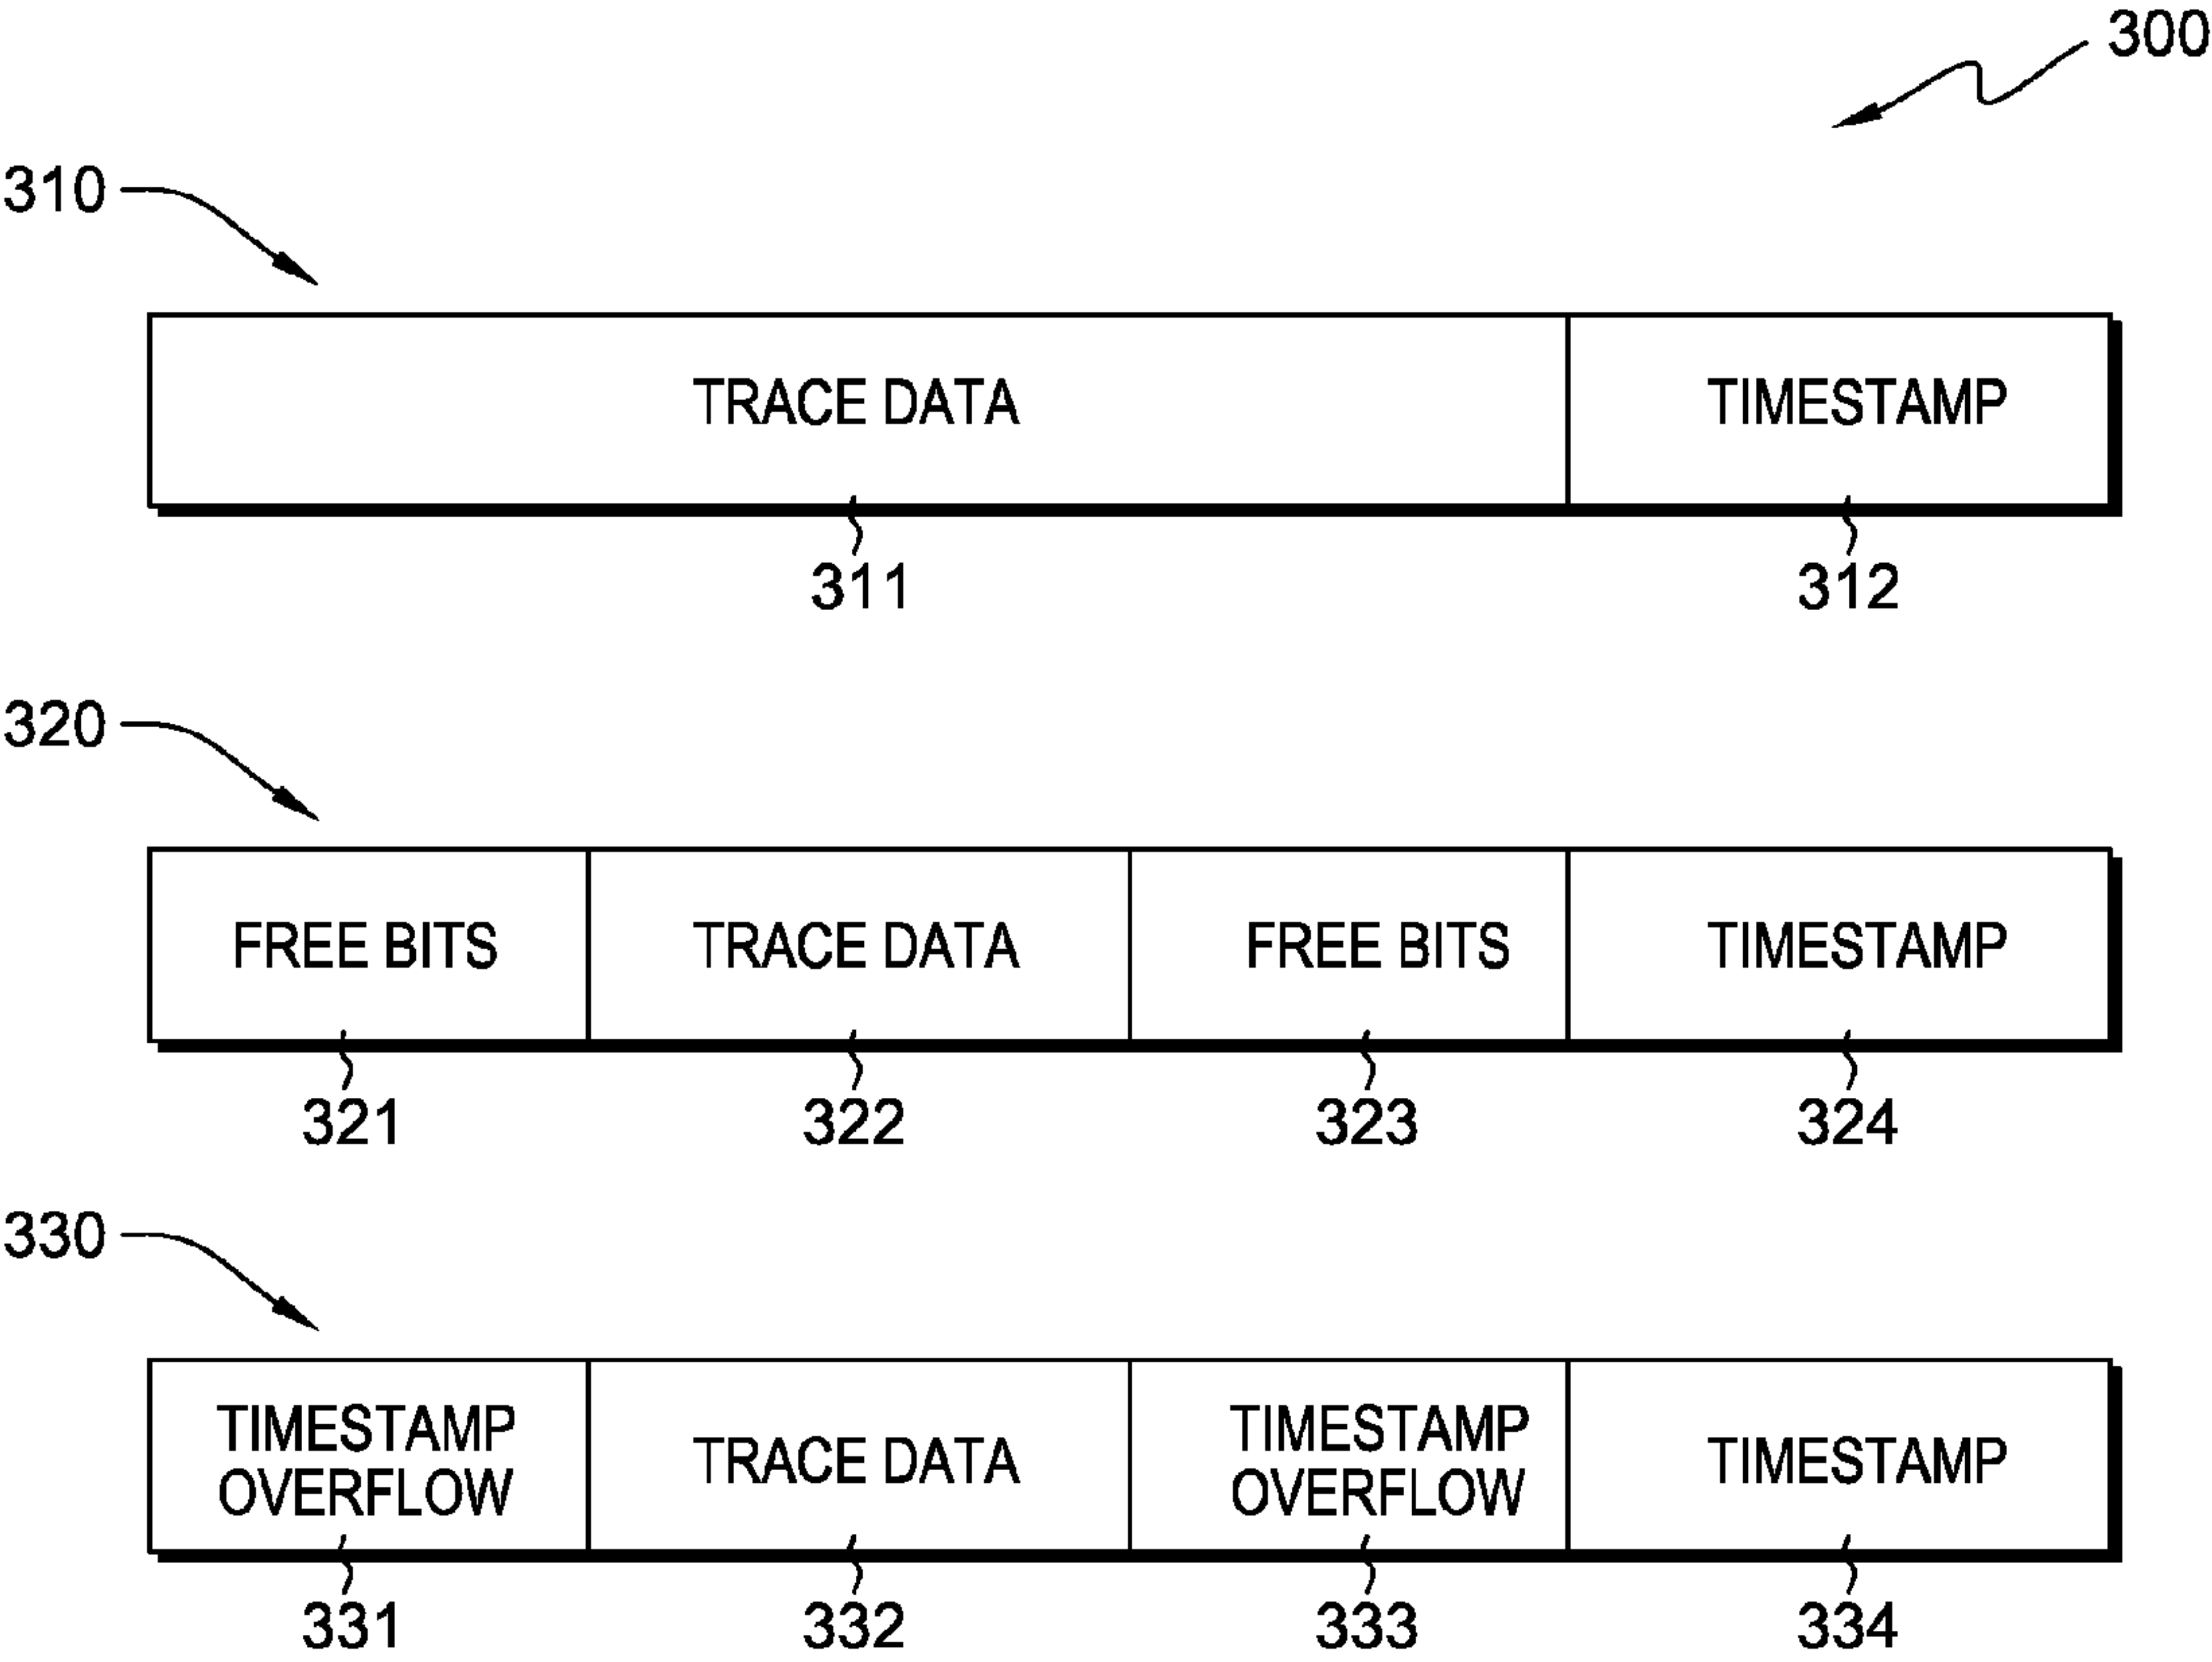 300
310
TRACE DATA TIMESTAMP
311 312
320
FREE BITS TRACE DATA FREE BITS TIMESTAMP
321 322 323 324
330
TIMESTAMP OVERFLOW TRACE DATA TIMESTAMP OVERFLOW TIMESTAMP
331 332 333 334